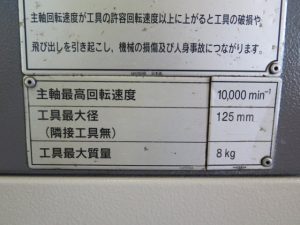 主軸回転速度が工具の許容回転速度以上に上がると工具の破損や
飛び出しを引き起こし、機械の損傷及び人身事故につながります。
主軸最高回転速度 10,000 min⁻¹
工具最大径 125 mm
(隣接工具無)
工具最大質量 8 kg